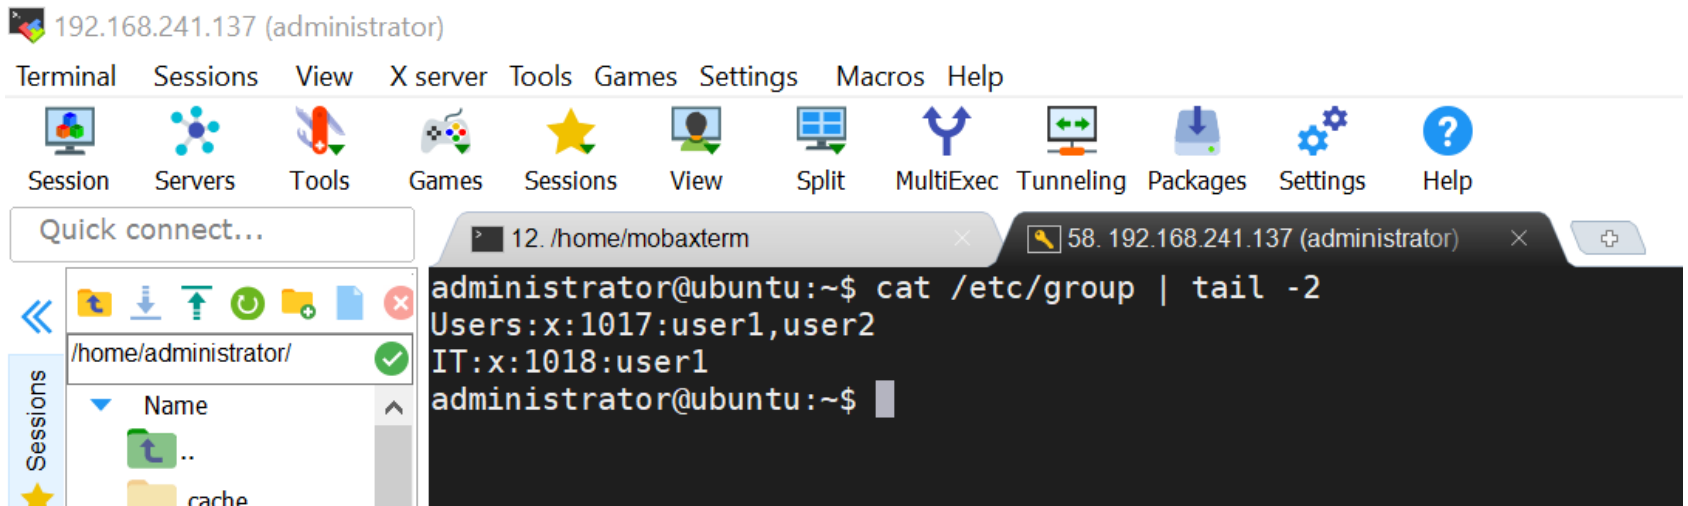 192.168.241.137 (administrator)
Terminal Sessions View X server Tools Games Settings Macros Help
Session Servers Tools Games Sessions View Split MultiExec Tunneling Packages Settings Help
Quick connect...
12. /home/mobaxterm
58. 192.168.241.137 (administrator)
/home/administrator/
Sessions
Name
..
cache
administrator@ubuntu:~$ cat /etc/group | tail -2
Users:x:1017:user1,user2
IT:x:1018:user1
administrator@ubuntu:~$